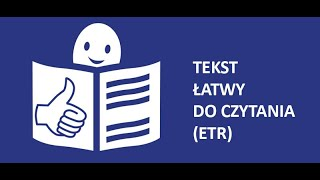 TEKST
ŁATWY
DO CZYTANIA
(ETR)